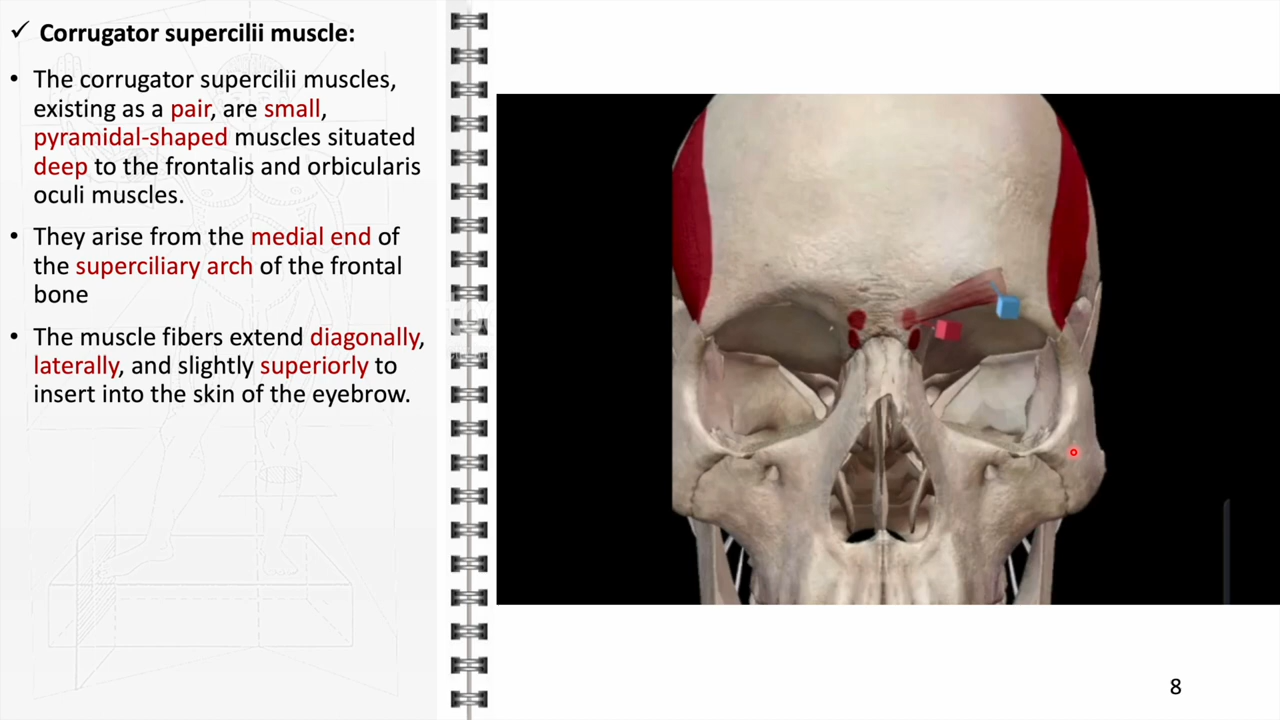 ✓ Corrugator supercilii muscle:
• The corrugator supercilii muscles,
existing as a pair, are small,
pyramidal-shaped muscles situated
deep to the frontalis and orbicularis
oculi muscles.
• They arise from the medial end of
the superciliary arch of the frontal
bone
• The muscle fibers extend diagonally,
laterally, and slightly superiorly to
insert into the skin of the eyebrow.
8